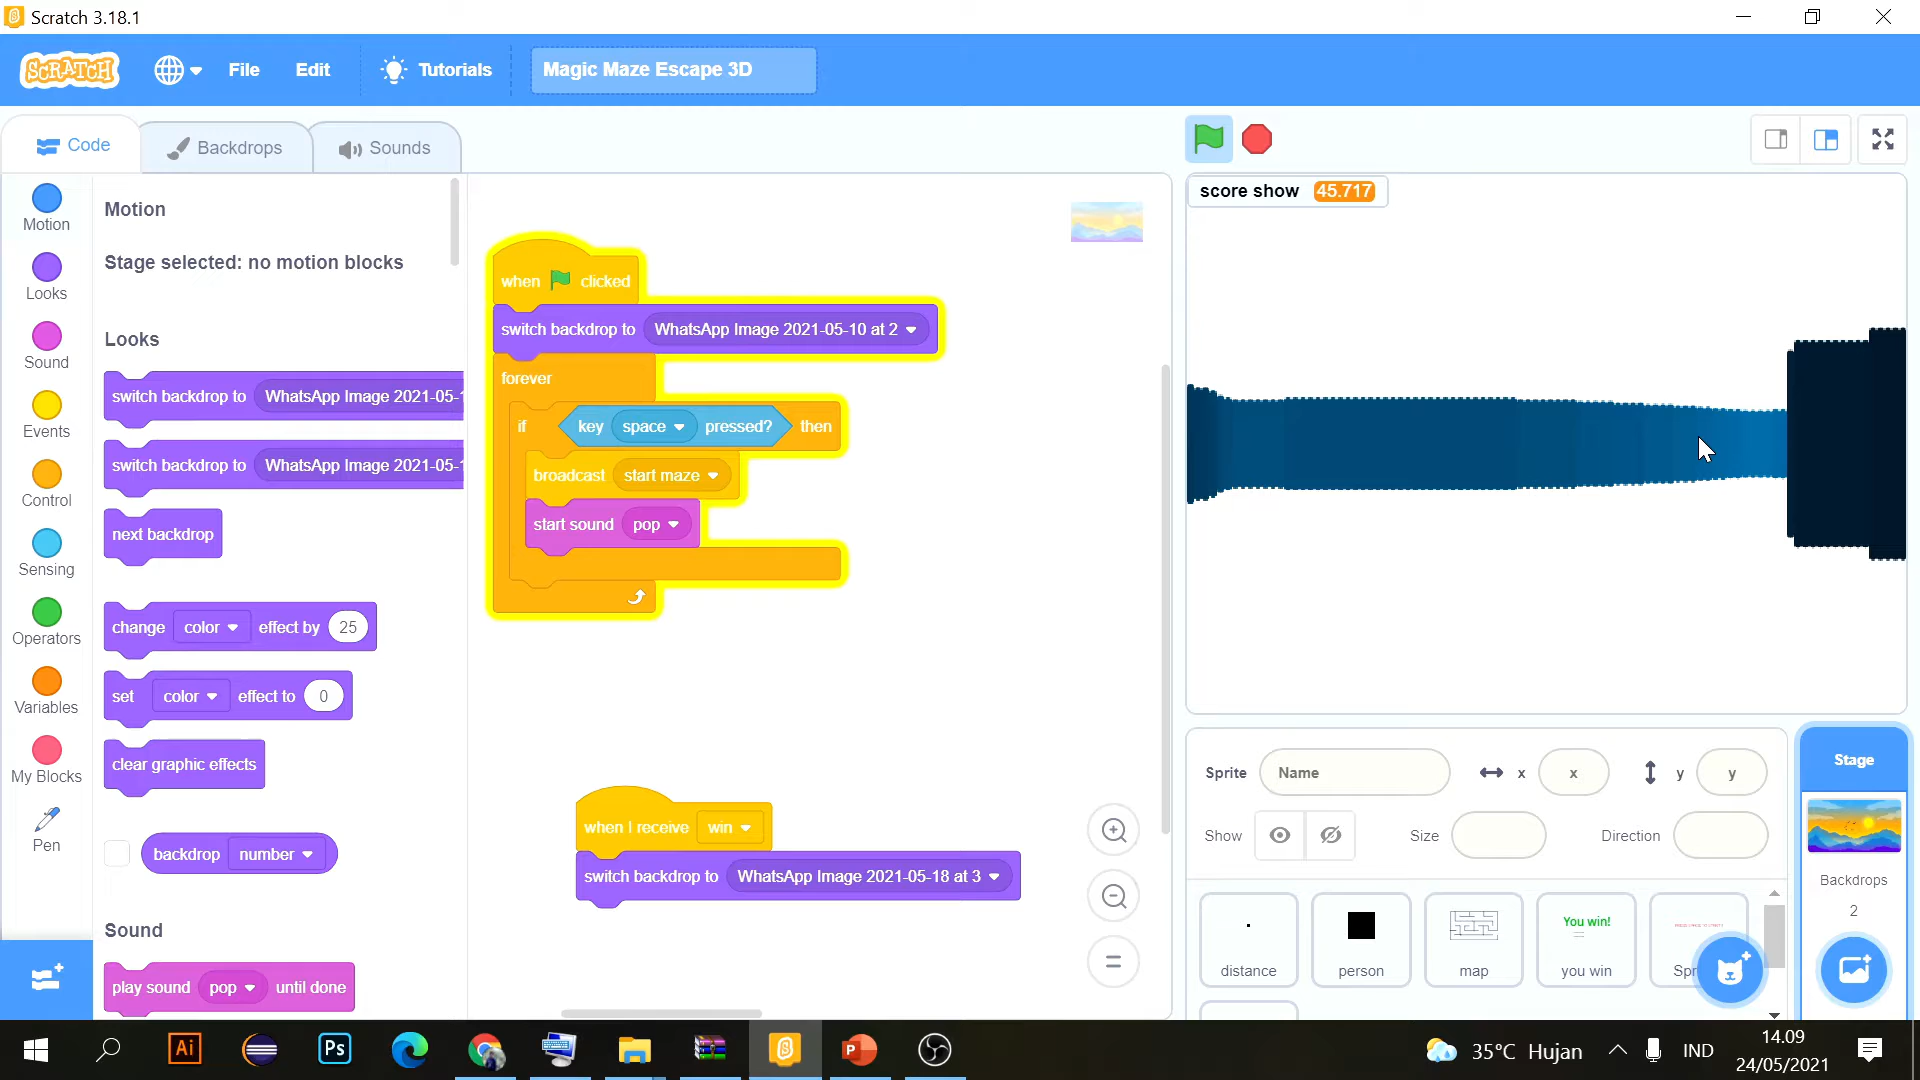 Scratch 3.18.1
SCRATCH
File
Edit
Tutorials
Magic Maze Escape 3D
Code
Backdrops
Sounds
Motion
Looks
Sound
Events
Control
Sensing
Operators
Variables
My Blocks
Pen
Motion
Stage selected: no motion blocks
Looks
switch backdrop to WhatsApp Image 2021-05-1
switch backdrop to WhatsApp Image 2021-05-1
next backdrop
change color effect by 25
set color effect to 0
clear graphic effects
backdrop number
Sound
play sound pop until done
when clicked
switch backdrop to WhatsApp Image 2021-05-10 at 2
forever
if key space pressed? then
broadcast start maze
start sound pop
when I receive win
switch backdrop to WhatsApp Image 2021-05-18 at 3
score show 45.717
Sprite Name x x y y
Show Size Direction
distance
person
map
You win!
you win
Spr
Stage
Backdrops
2
Ai
Ps
P
35°C Hujan
IND
14.09
24/05/2021